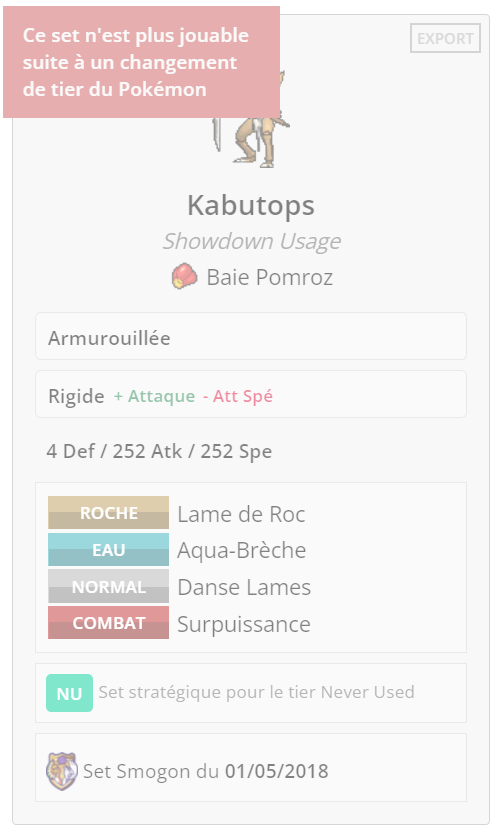 Ce set n'est plus jouable
suite à un changement
de tier du Pokémon
EXPORT
Kabutops
Showdown Usage
Baie Pomroz
Armurouillée
Rigide + Attaque - Att Spé
4 Def / 252 Atk / 252 Spe
ROCHE Lame de Roc
EAU Aqua-Brèche
NORMAL Danse Lames
COMBAT Surpuissance
NU Set stratégique pour le tier Never Used
Set Smogon du 01/05/2018